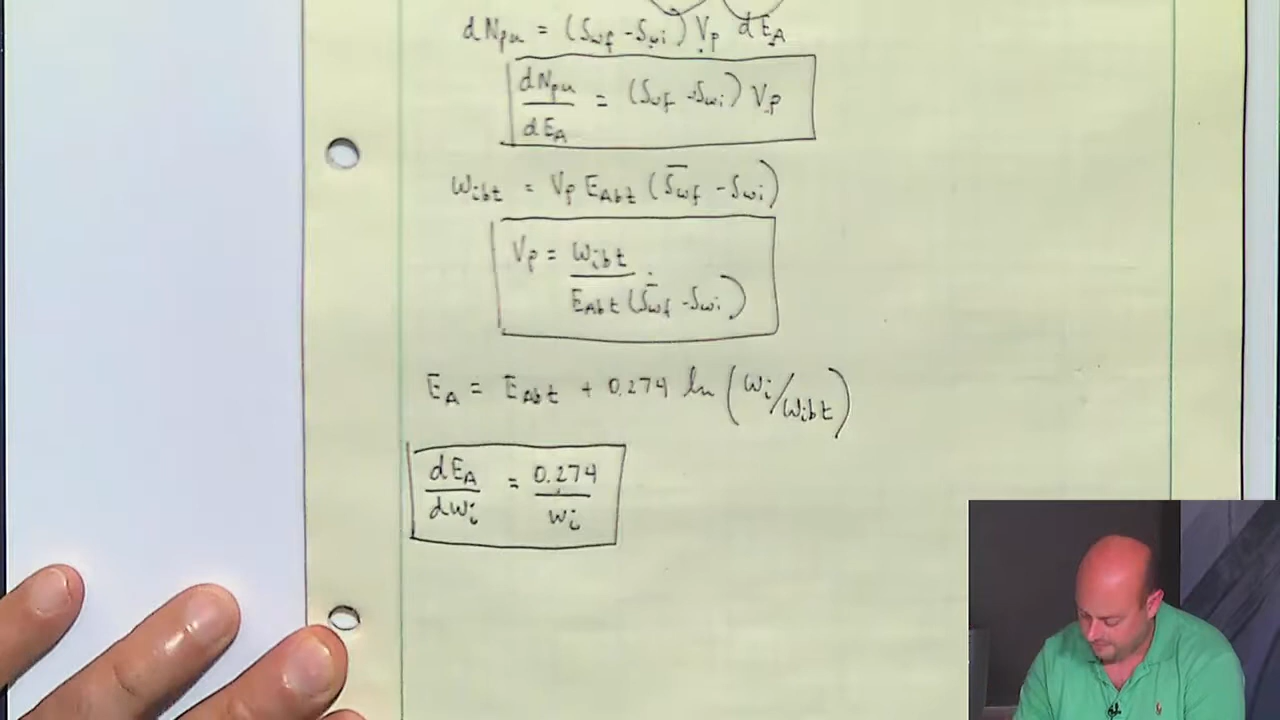 dNpu = (Swf - Swi) Vp dEA
dNpu/dEA = (Swf - Swi) Vp
Wibt = Vp EAbt (S̅wf - Swi)
Vp = Wibt / EAbt (S̅wf - Swi)
EA = EAbt + 0.274 ln (Wi/Wibt)
dEA/dWi = 0.274/Wi